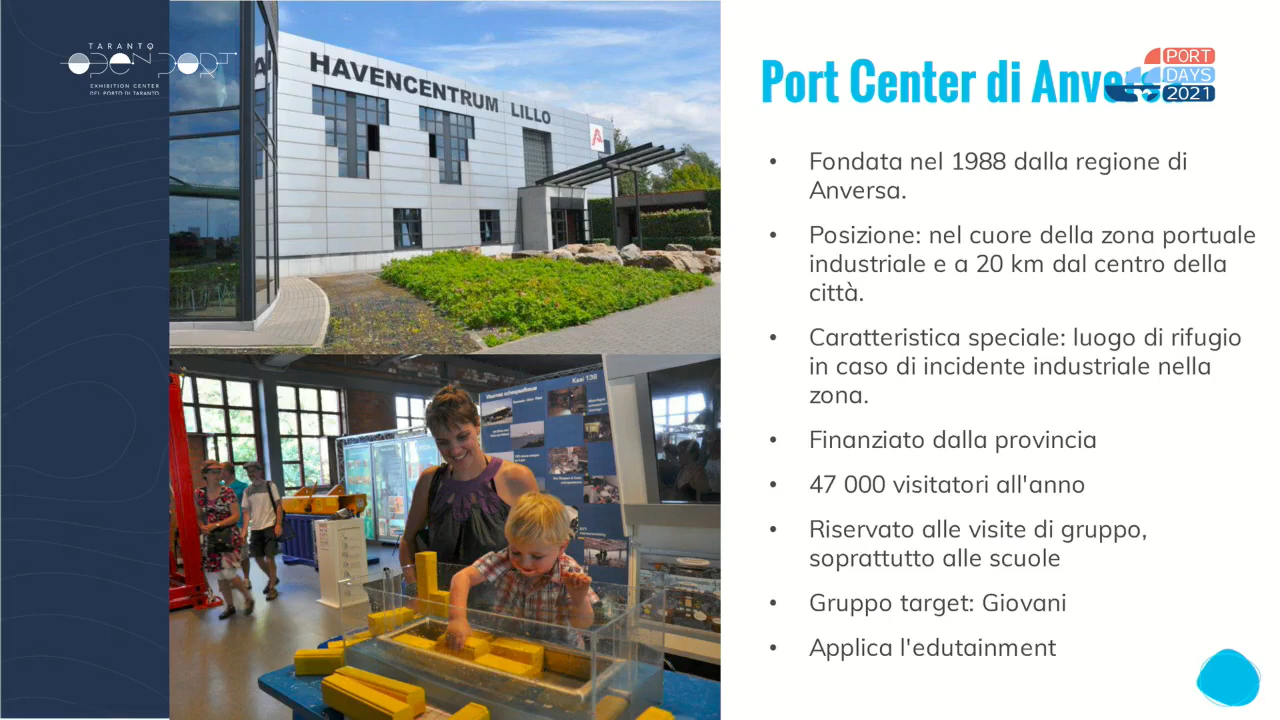 TARANTO
OPEN PORT
EXHIBITION CENTER
DEL PORTO DI TARANTO
HAVENCENTRUM LILLO
Kaai 138
Port Center di Anve
PORT
DAYS
2021
• Fondata nel 1988 dalla regione di
Anversa.
• Posizione: nel cuore della zona portuale
industriale e a 20 km dal centro della
città.
• Caratteristica speciale: luogo di rifugio
in caso di incidente industriale nella
zona.
• Finanziato dalla provincia
• 47 000 visitatori all'anno
• Riservato alle visite di gruppo,
soprattutto alle scuole
• Gruppo target: Giovani
• Applica l'edutainment